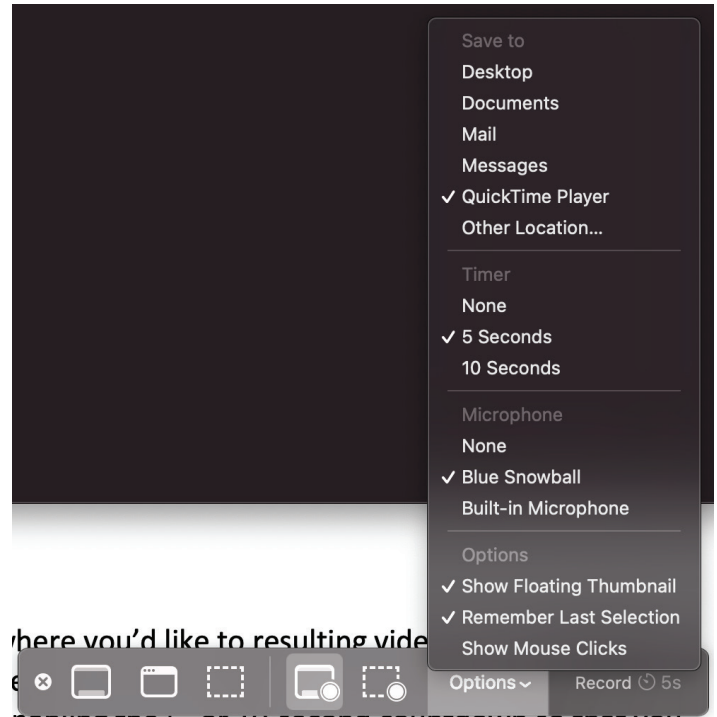 Save to
Desktop
Documents
Mail
Messages
QuickTime Player
Other Location...
Timer
None
5 Seconds
10 Seconds
Microphone
None
Blue Snowball
Built-in Microphone
Options
Show Floating Thumbnail
Remember Last Selection
Show Mouse Clicks
here you'd like to resulting vide
Options Record 5s